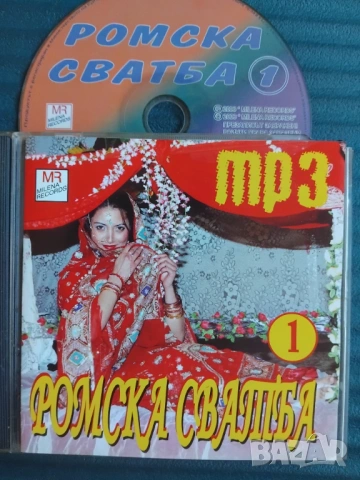 РОМСКА
СВАТБА 1
MR
MILENA RECORDS
MR
MILENA
RECORDS
mp3
1
РОМСКА СВАТБА
BAZAR